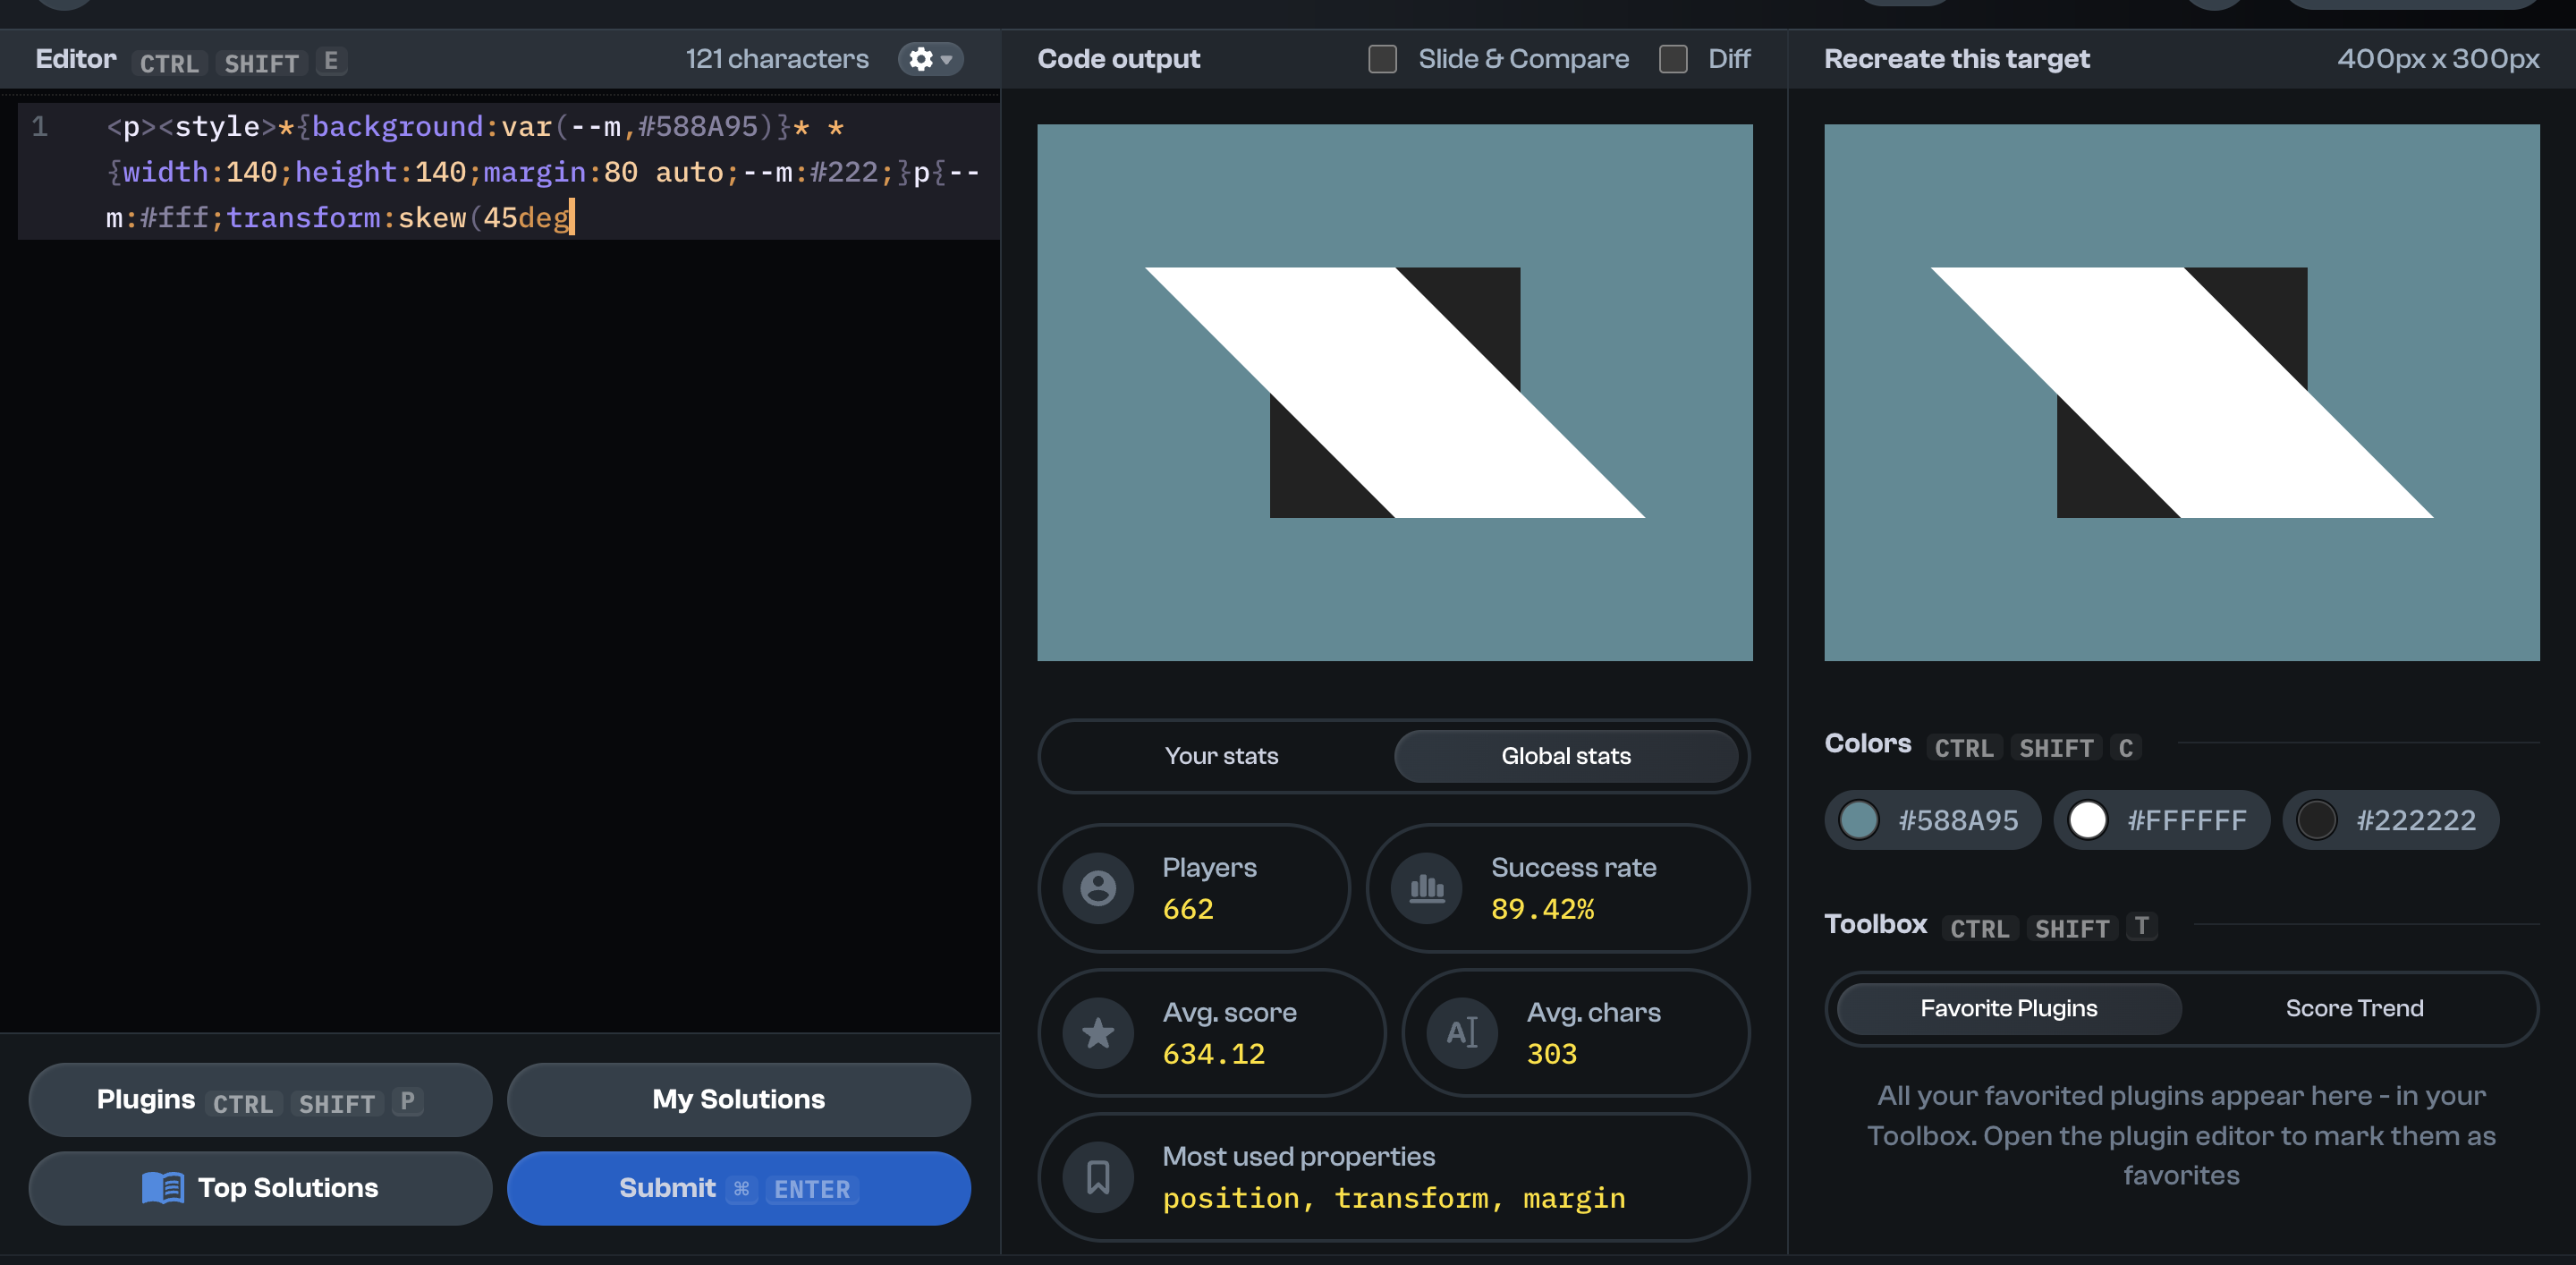 Editor CTRL SHIFT E 121 characters
1 <p><style>*{background:var(--m,#588A95)}* *
{width:140;height:140;margin:80 auto;--m:#222;}p{--
m:#fff;transform:skew(45deg
Plugins CTRL SHIFT P
My Solutions
Top Solutions
Submit ⌘ ENTER
Code output Slide & Compare Diff
Your stats
Global stats
Players
662
Success rate
89.42%
Avg. score
634.12
Avg. chars
303
Most used properties
position, transform, margin
Recreate this target 400px x 300px
Colors CTRL SHIFT C
#588A95 #FFFFFF #222222
Toolbox CTRL SHIFT T
Favorite Plugins
Score Trend
All your favorited plugins appear here - in your
Toolbox. Open the plugin editor to mark them as
favorites